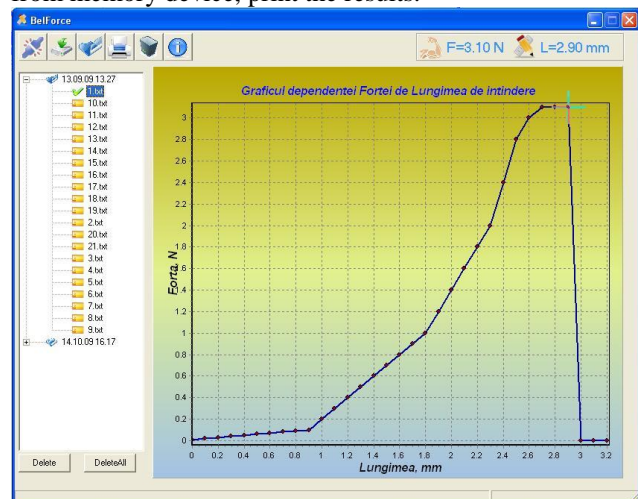 from memory device, print the results.
BelForce
F=3.10 N L=2.90 mm
13.09.09 13.27
1.txt
10.txt
11.txt
12.txt
13.txt
14.txt
15.txt
16.txt
17.txt
18.txt
19.txt
2.txt
20.txt
21.txt
3.txt
4.txt
5.txt
6.txt
7.txt
8.txt
9.txt
14.10.09 16.17
Delete DeleteAll
Graficul dependentei Fortei de Lungimea de intindere
Forta, N
3
2.8
2.6
2.4
2.2
2
1.8
1.6
1.4
1.2
1
0.8
0.6
0.4
0.2
0
0 0.2 0.4 0.6 0.8 1 1.2 1.4 1.6 1.8 2 2.2 2.4 2.6 2.8 3 3.2
Lungimea, mm